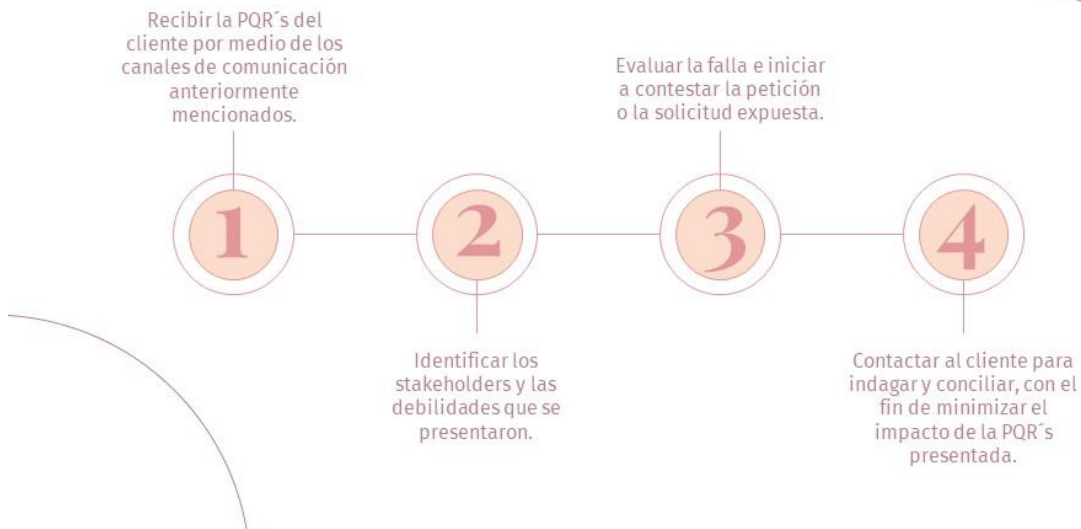 Recibir la PQR´s del
cliente por medio de los
canales de comunicación
anteriormente
mencionados.
1
Identificar los
stakeholders y las
debilidades que se
presentaron.
2
Evaluar la falla e iniciar
a contestar la petición
o la solicitud expuesta.
3
Contactar al cliente para
indagar y conciliar, con el
fin de minimizar el
impacto de la PQR´s
presentada.
4